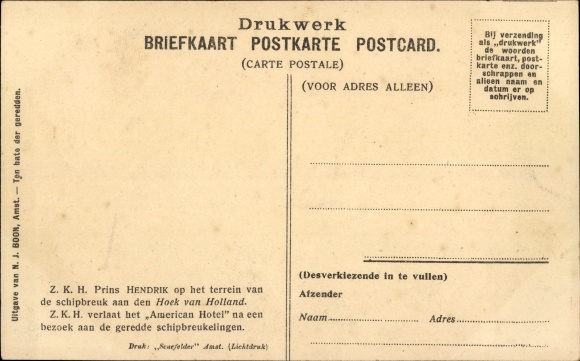 Drukwerk
BRIEFKAART POSTKARTE POSTCARD.
(CARTE POSTALE)
(VOOR ADRES ALLEEN)
Bij verzending
als „drukwerk”
de woorden
briefkaart, post-
karte enz. door-
schrappen en
alleen naam en
datum er op
schrijven.
Uitgave van N. J. BOON, Amst. — Ten bate der geredden.
Z. K. H. Prins HENDRIK op het terrein van
de schipbreuk aan den Hoek van Holland.
Z. K. H. verlaat het „American Hotel” na een
bezoek aan de geredde schipbreukelingen.
Druk: „Senefelder” Amst. (Lichtdruk)
(Desverkiezende in te vullen)
Afzender
Naam Adres